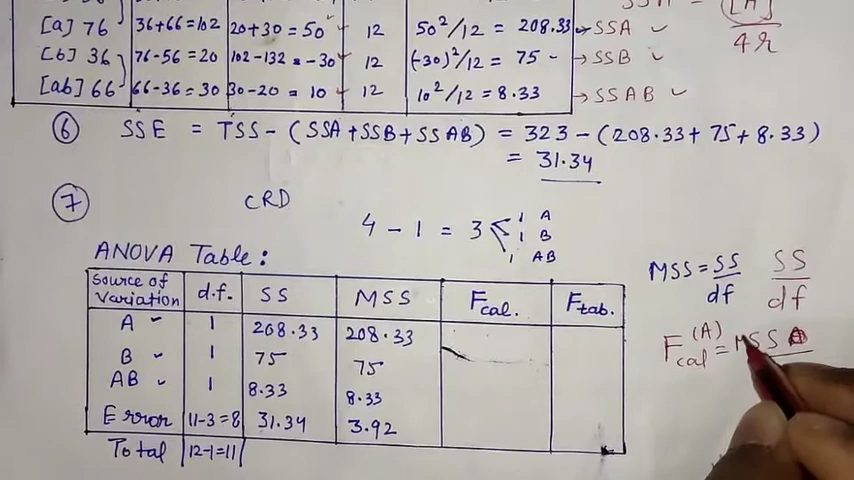 [a] 76 36+66=102 20+30=50 12 50²/12 = 208.33 → SSA
[b] 36 76-56=20 102-132=-30 12 (-30)²/12 = 75 - → SSB
[ab] 66 66-36=30 30-20=10 12 10²/12=8.33 → SSAB
4r
⑥ SSE = TSS-(SSA+SSB+SSAB) = 323-(208.33+75+8.33)
= 31.34
⑦ CRD
4-1=3
1 A
1 B
1 AB
ANOVA Table:
Source of Variation d.f. SS MSS Fcal. Ftab.
A 1 208.33 208.33
B 1 75 75
AB 1 8.33 8.33
Error 11-3=8 31.34 3.92
Total 12-1=11
MSS = SS/df
SS/df
Fcal(A) = MSSA